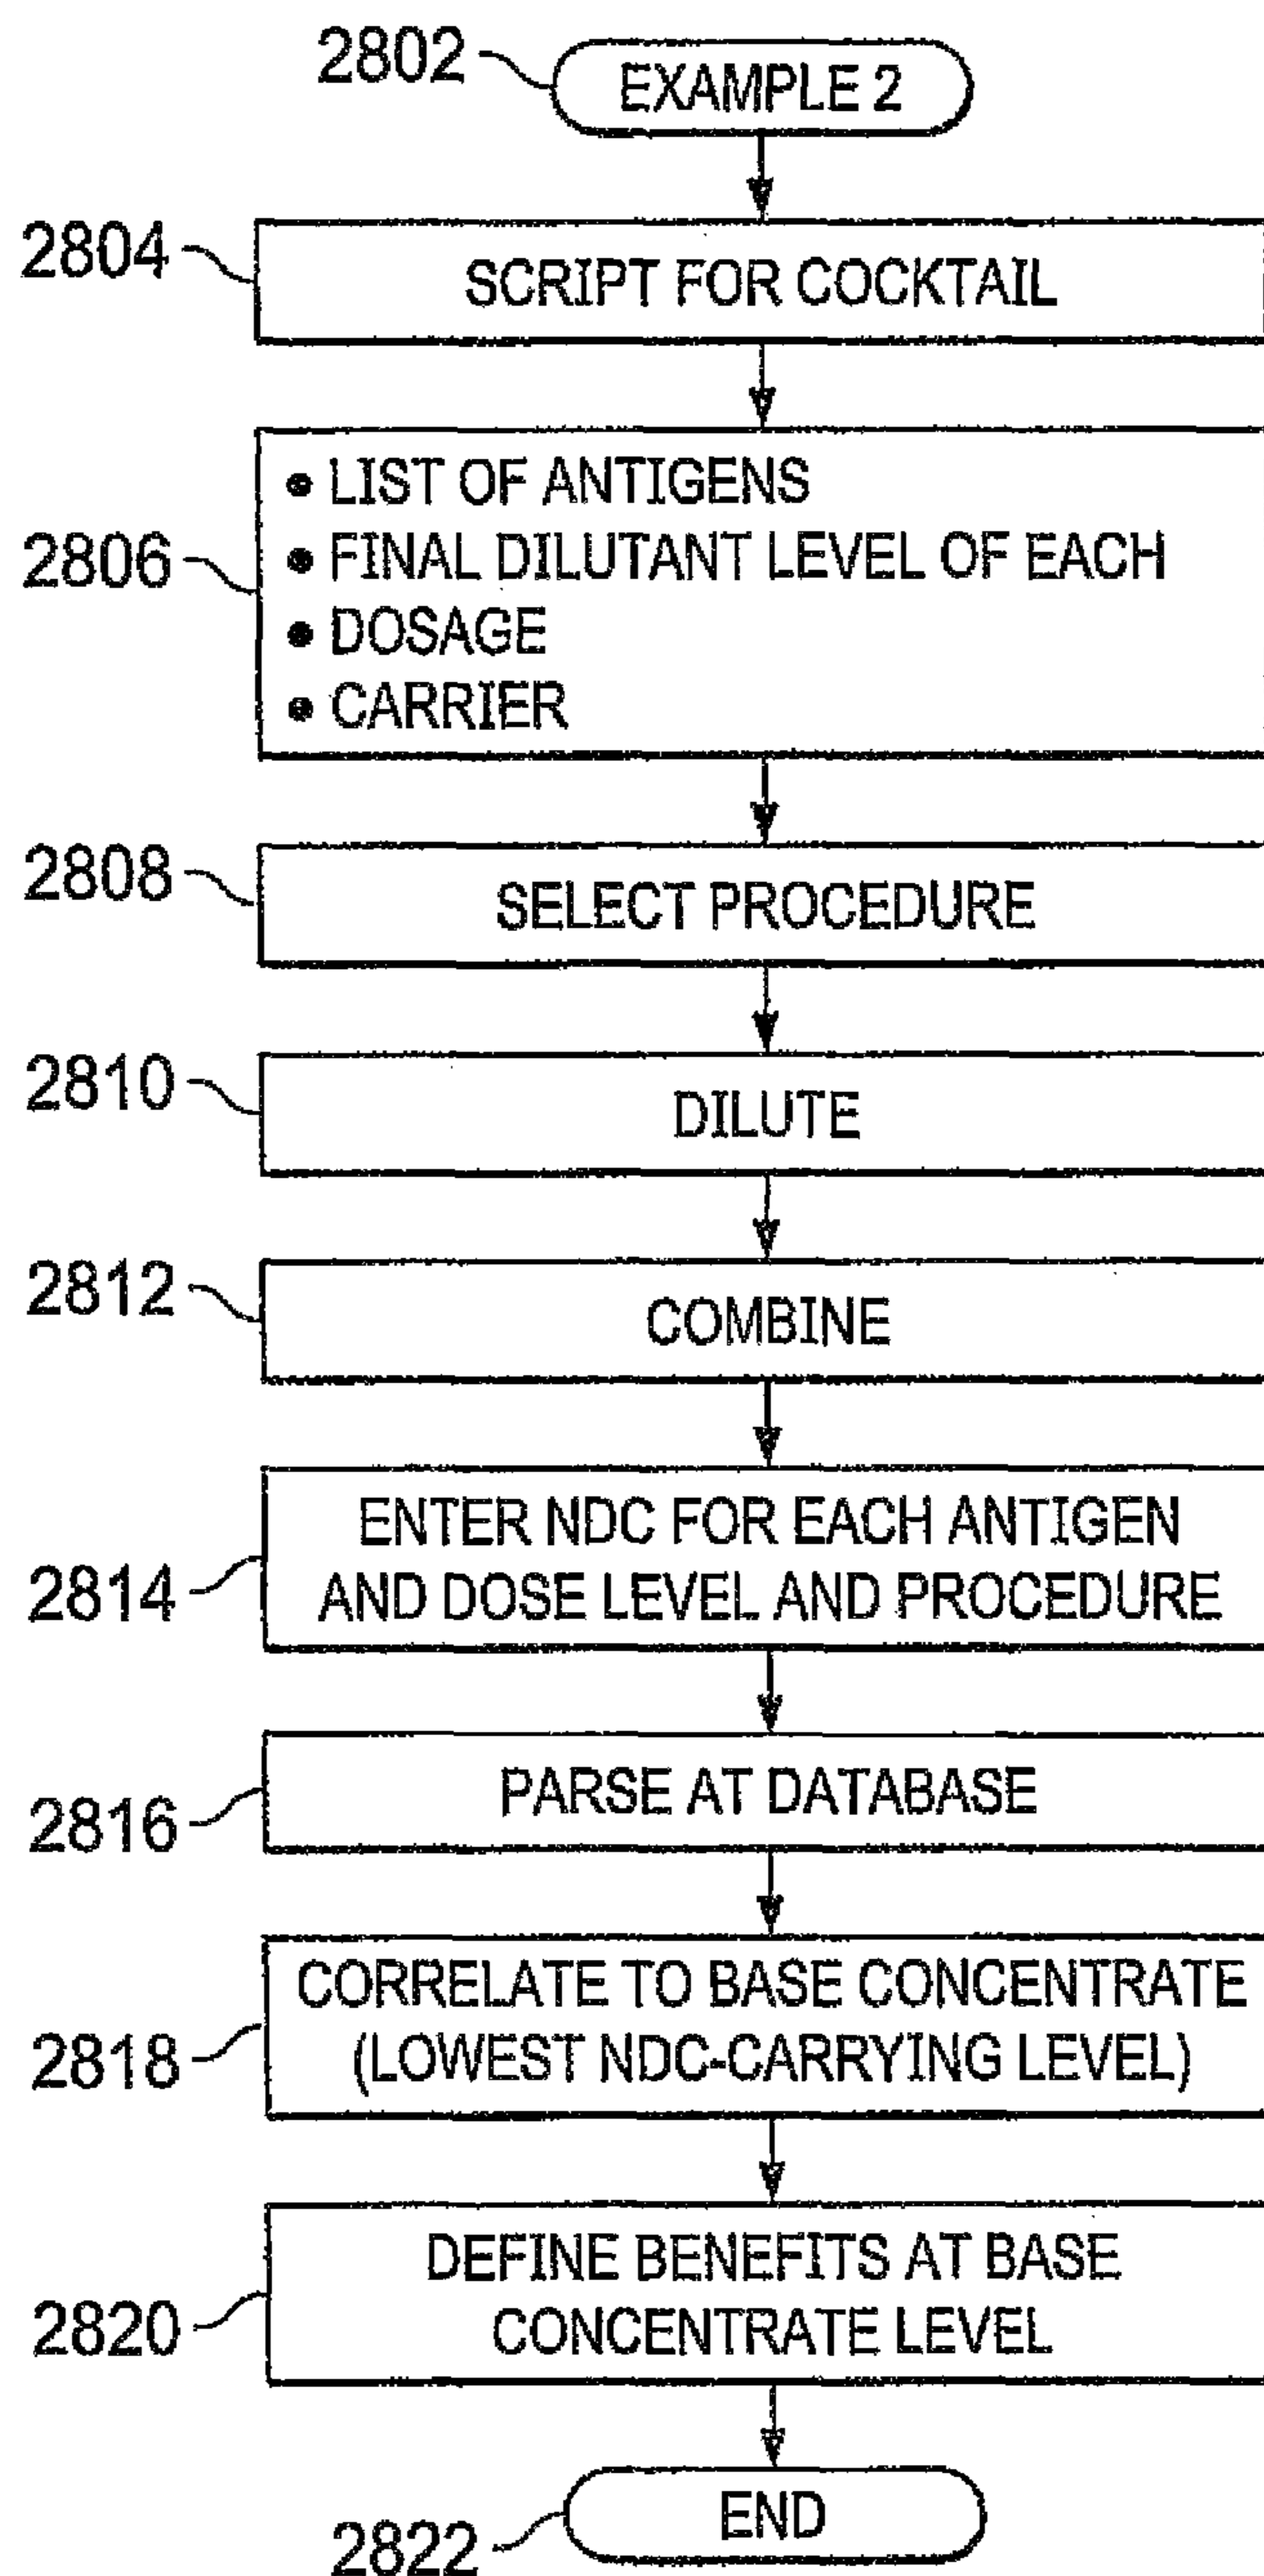 2802
EXAMPLE 2
2804
SCRIPT FOR COCKTAIL
2806
• LIST OF ANTIGENS
• FINAL DILUTANT LEVEL OF EACH
• DOSAGE
• CARRIER
2808
SELECT PROCEDURE
2810
DILUTE
2812
COMBINE
2814
ENTER NDC FOR EACH ANTIGEN
AND DOSE LEVEL AND PROCEDURE
2816
PARSE AT DATABASE
2818
CORRELATE TO BASE CONCENTRATE
(LOWEST NDC-CARRYING LEVEL)
2820
DEFINE BENEFITS AT BASE
CONCENTRATE LEVEL
2822
END